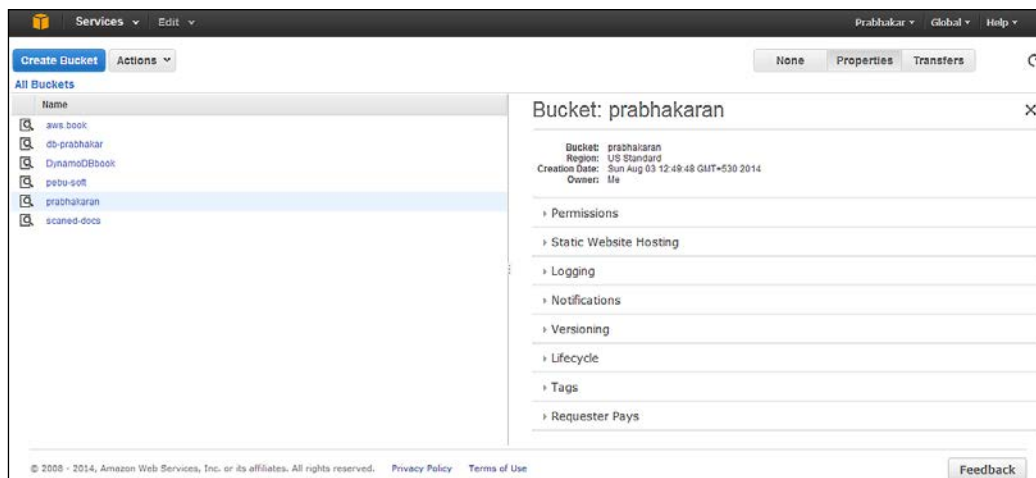 Services Edit Prabhakar Global Help
Create Bucket Actions None Properties Transfers
All Buckets
Name
aws.book
db-prabhakar
DynamoDBbook
pebu-soft
prabhakaran
scaned-docs
Bucket: prabhakaran
Bucket: prabhakaran
Region: US Standard
Creation Date: Sun Aug 03 12:49:48 GMT+530 2014
Owner: Me
Permissions
Static Website Hosting
Logging
Notifications
Versioning
Lifecycle
Tags
Requester Pays
© 2008 - 2014, Amazon Web Services, Inc. or its affiliates. All rights reserved. Privacy Policy Terms of Use
Feedback